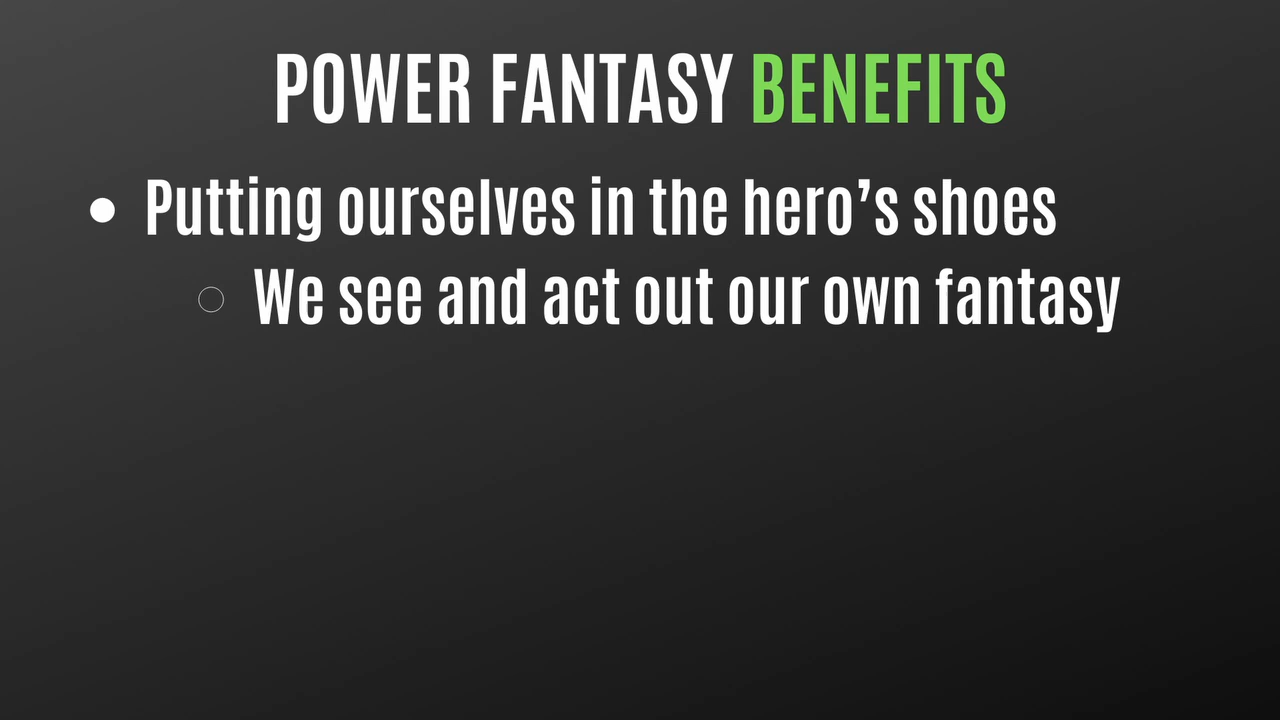 POWER FANTASY BENEFITS
Putting ourselves in the hero’s shoes
We see and act out our own fantasy